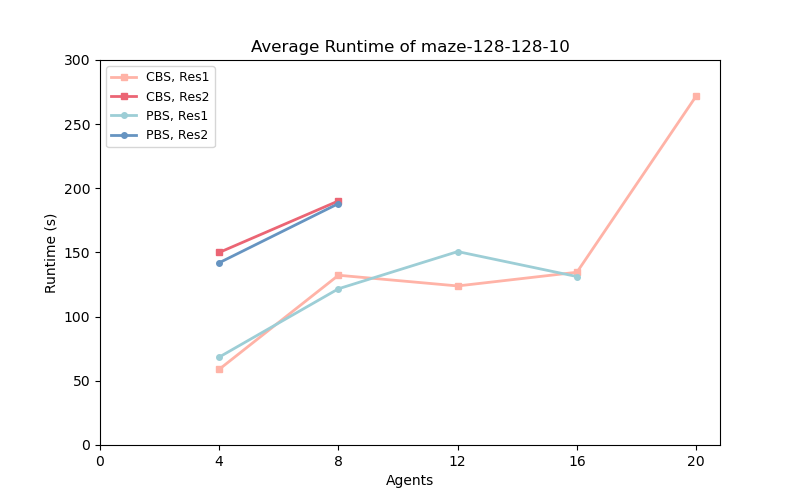 Average Runtime of maze-128-128-10
CBS, Res1
CBS, Res2
PBS, Res1
PBS, Res2
Runtime (s)
300
250
200
150
100
50
0
0 4 8 12 16 20
Agents